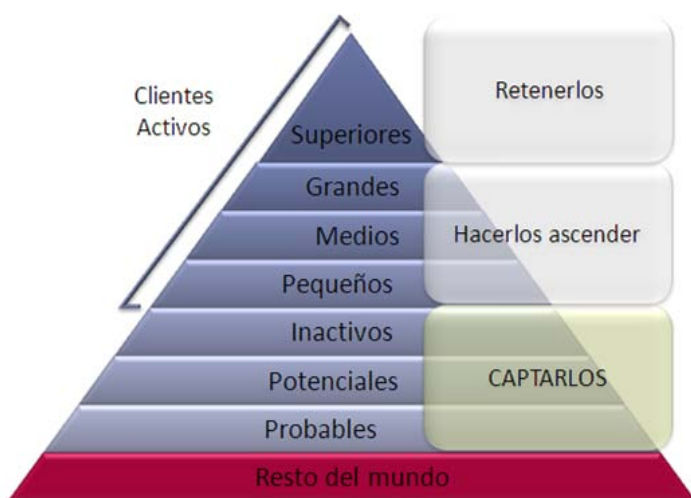 Clientes
Activos
Retenerlos
Superiores
Grandes
Medios
Hacerlos ascender
Pequeños
Inactivos
Potenciales
CAPTARLOS
Probables
Resto del mundo